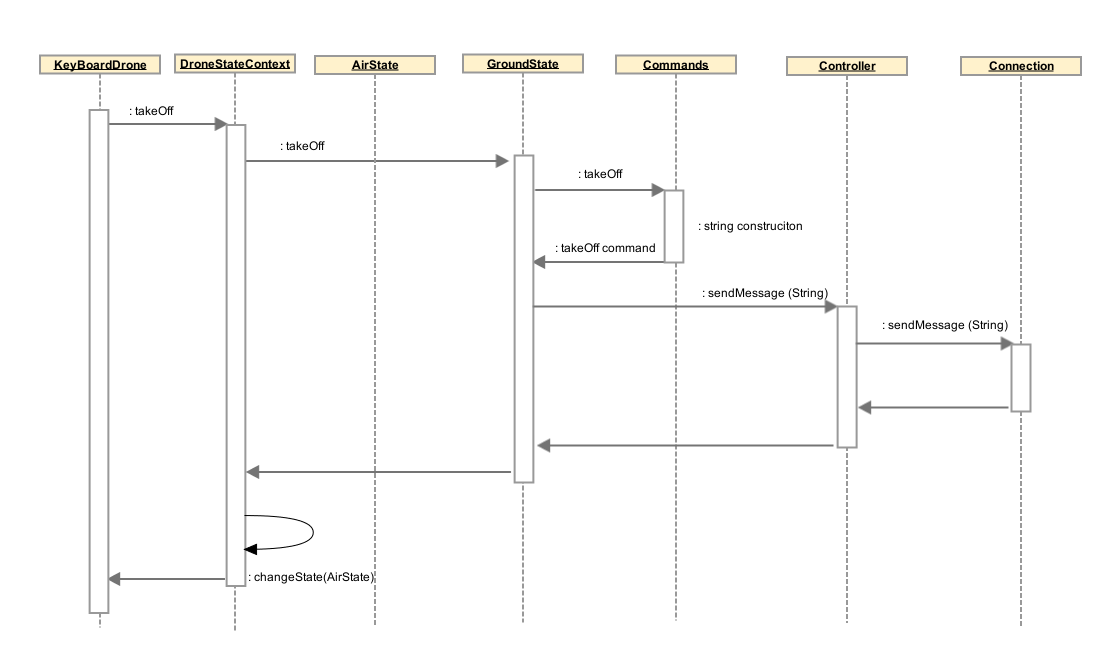 KeyBoardDrone
DroneStateContext
AirState
GroundState
Commands
Controller
Connection
: takeOff
: takeOff
: takeOff
: string construciton
: takeOff command
: sendMessage (String)
: sendMessage (String)
: changeState(AirState)